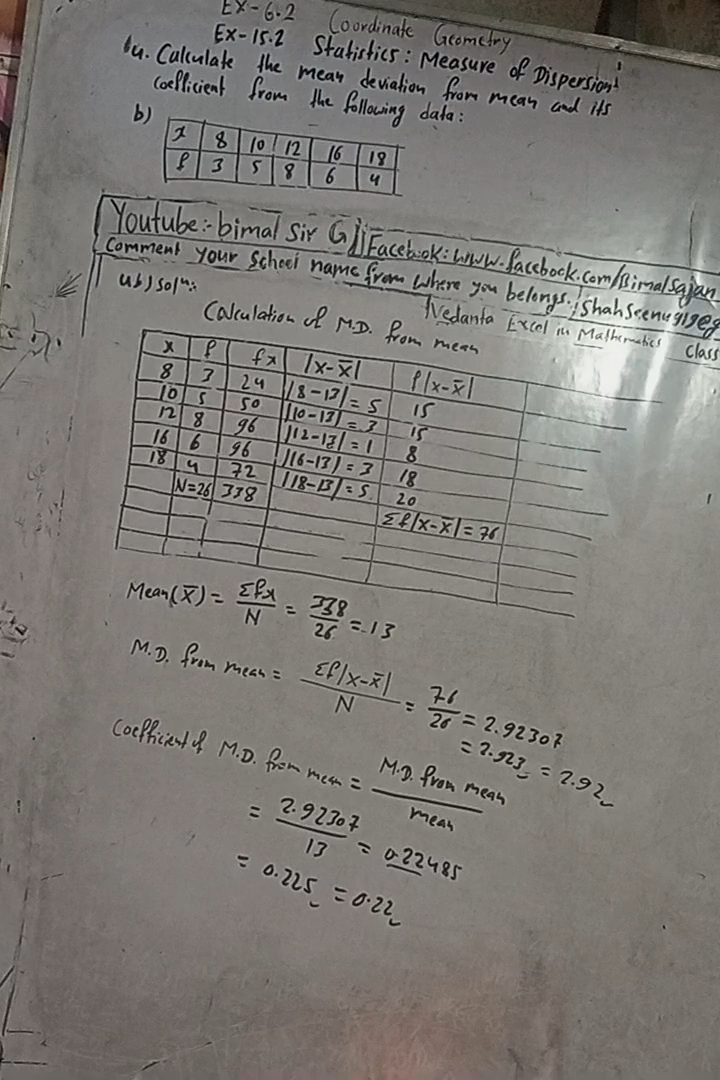 EX-6.2 Coordinate Geometry
EX-15.2 Statistics: Measure of Dispersion
4. Calculate the mean deviation from mean and its
coefficient from the following data:
b)
x 8 10 12 16 18
f 3 5 8 6 4
Youtube:- bimal Sir G Facebook: www.facebook.com/Bimalsajan
Comment your School name from where you belongs.
4b) Solⁿ:
Vedanta Excel in Mathematics Class
Calculation of M.D. from mean
x f fx |x-x̄| f|x-x̄|
8 3 24 |8-13|=5 15
10 5 50 |10-13|=3 15
12 8 96 |12-13|=1 8
16 6 96 |16-13|=3 18
18 4 72 |18-13|=5 20
N=26 338 Σf|x-x̄|=76
Mean(x̄) = Σfx/N = 338/26 = 13
M.D. from mean = Σf|x-x̄|/N = 76/26 = 2.92307
= 2.923 = 2.92
Coefficient of M.D. from mean = M.D. from mean/mean
= 2.92307/13 = 0.22485
= 0.225 = 0.22